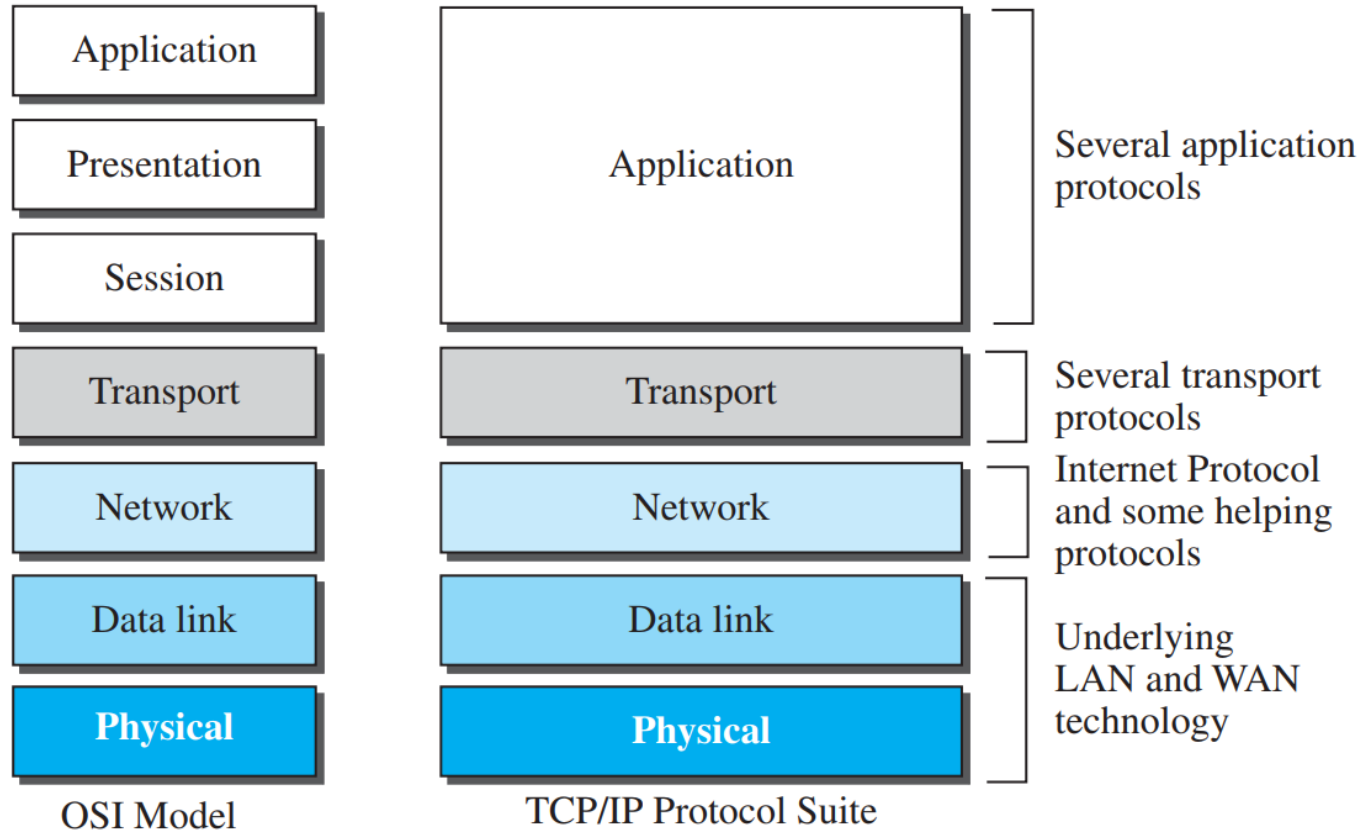 Application
Presentation
Session
Transport
Network
Data link
Physical
OSI Model
Application
Transport
Network
Data link
Physical
TCP/IP Protocol Suite
Several application
protocols
Several transport
protocols
Internet Protocol
and some helping
protocols
Underlying
LAN and WAN
technology